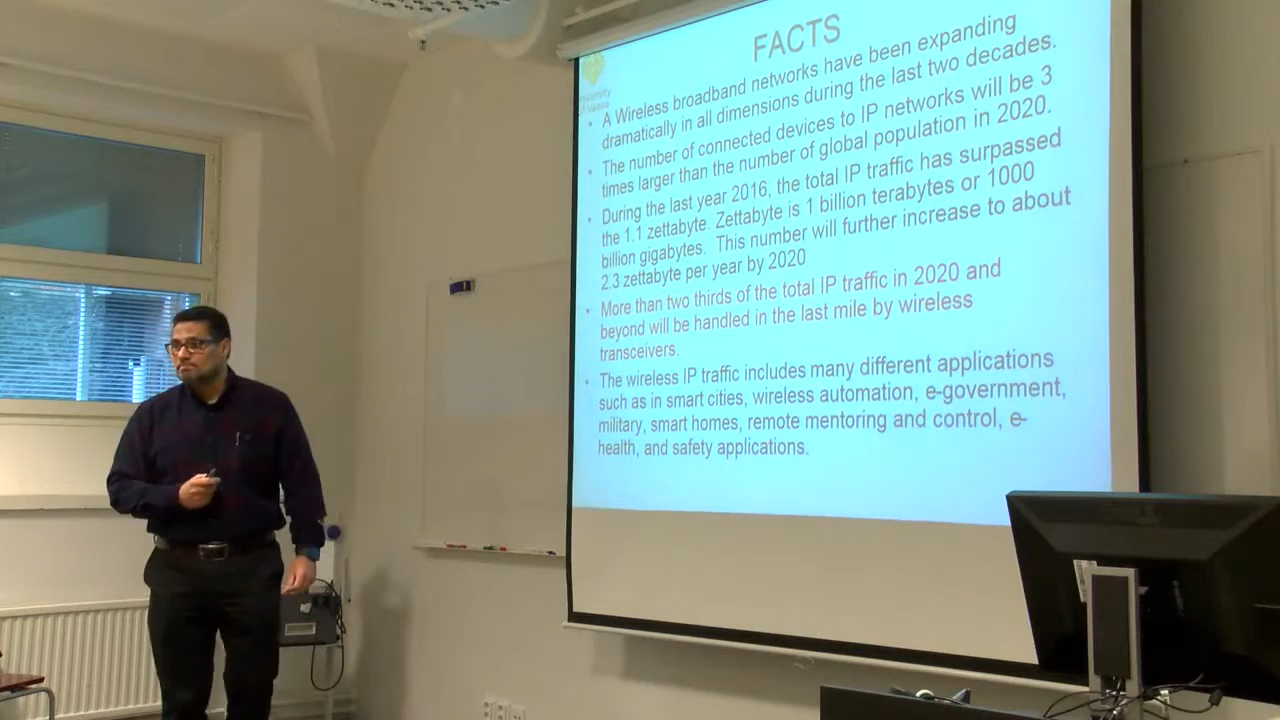 FACTS
University
of Vaasa
• A Wireless broadband networks have been expanding
dramatically in all dimensions during the last two decades.
• The number of connected devices to IP networks will be 3
times larger than the number of global population in 2020.
• During the last year 2016, the total IP traffic has surpassed
the 1.1 zettabyte. Zettabyte is 1 billion terabytes or 1000
billion gigabytes. This number will further increase to about
2.3 zettabyte per year by 2020
• More than two thirds of the total IP traffic in 2020 and
beyond will be handled in the last mile by wireless
transceivers.
• The wireless IP traffic includes many different applications
such as in smart cities, wireless automation, e-government,
military, smart homes, remote mentoring and control, e-
health, and safety applications.